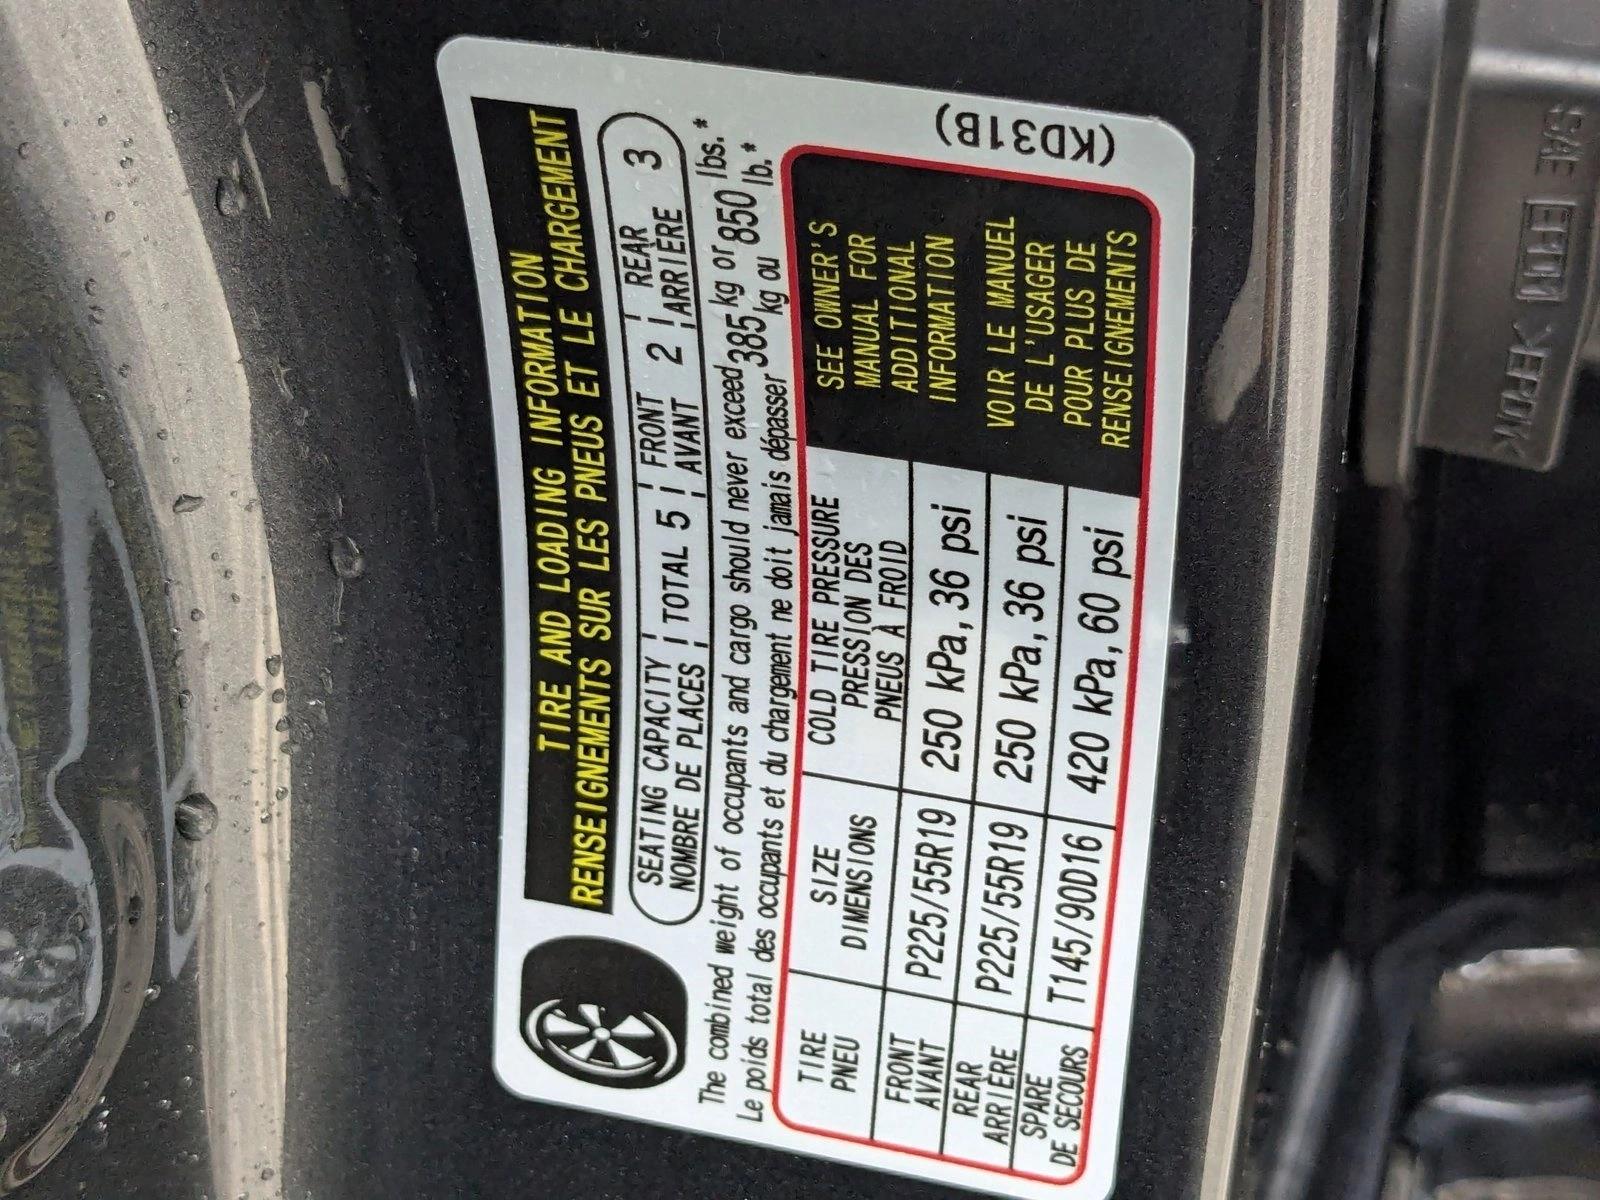 TIRE AND LOADING INFORMATION
RENSEIGNEMENTS SUR LES PNEUS ET LE CHARGEMENT
SEATING CAPACITY TOTAL 5 FRONT 2 REAR 3
NOMBRE DE PLACES AVANT ARRIÈRE
The combined weight of occupants and cargo should never exceed 385 kg or 850 lbs.*
Le poids total des occupants et du chargement ne doit jamais dépasser 385 kg ou 850 lb.*
TIRE
PNEU
SIZE
DIMENSIONS
COLD TIRE PRESSURE
PRESSION DES
PNEUS À FROID
FRONT
AVANT
P225/55R19
250 kPa, 36 psi
REAR
ARRIÈRE
P225/55R19
250 kPa, 36 psi
SPARE
DE SECOURS
T145/90D16
420 kPa, 60 psi
SEE OWNER'S
MANUAL FOR
ADDITIONAL
INFORMATION
VOIR LE MANUEL
DE L'USAGER
POUR PLUS DE
RENSEIGNEMENTS
(KD31B)
>EPDM